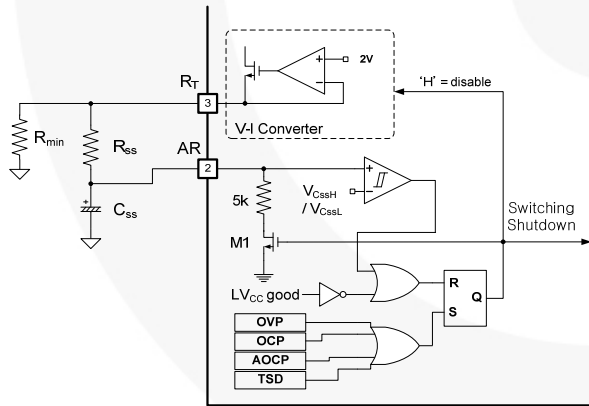 2V
R_T
3
'H' = disable
V-I Converter
R_min
R_ss
AR
2
C_ss
+
5k
V_CssH
/ V_CssL
+
−
M1
Switching
Shutdown
LV_CC good
R
Q
S
OVP
OCP
AOCP
TSD